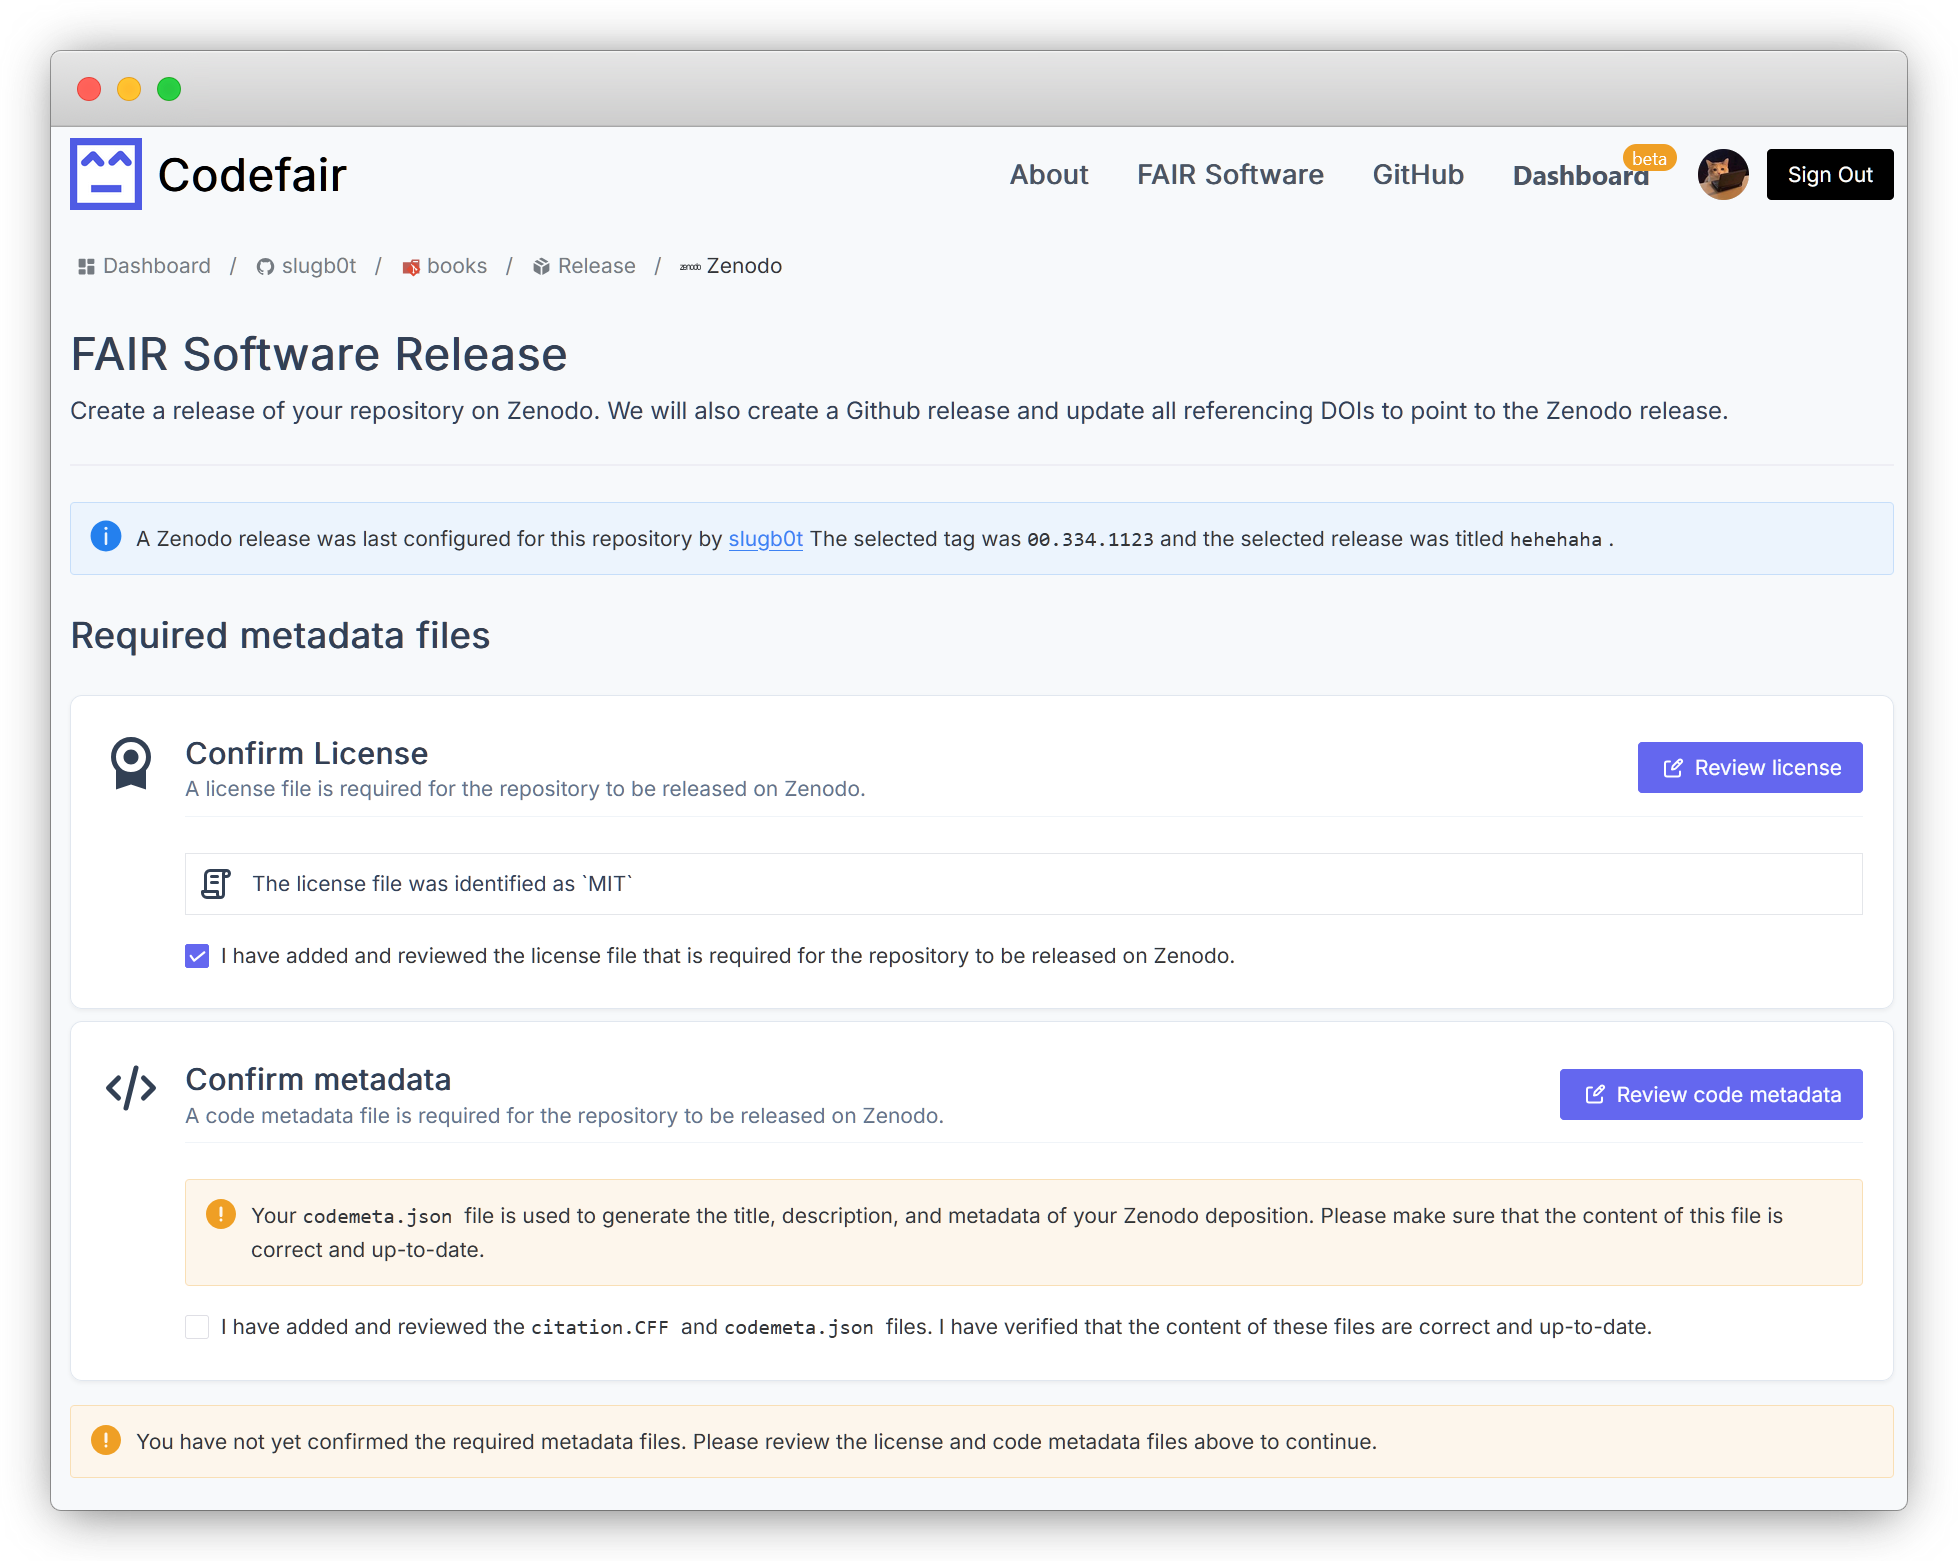 Codefair
About FAIR Software GitHub Dashboard beta Sign Out
Dashboard / slugb0t / books / Release / zenodo Zenodo
FAIR Software Release
Create a release of your repository on Zenodo. We will also create a Github release and update all referencing DOIs to point to the Zenodo release.
A Zenodo release was last configured for this repository by slugb0t The selected tag was 00.334.1123 and the selected release was titled hehehaha .
Required metadata files
Confirm License
Review license
A license file is required for the repository to be released on Zenodo.
The license file was identified as `MIT`
I have added and reviewed the license file that is required for the repository to be released on Zenodo.
Confirm metadata
Review code metadata
A code metadata file is required for the repository to be released on Zenodo.
Your codemeta.json file is used to generate the title, description, and metadata of your Zenodo deposition. Please make sure that the content of this file is
correct and up-to-date.
I have added and reviewed the citation.CFF and codemeta.json files. I have verified that the content of these files are correct and up-to-date.
You have not yet confirmed the required metadata files. Please review the license and code metadata files above to continue.